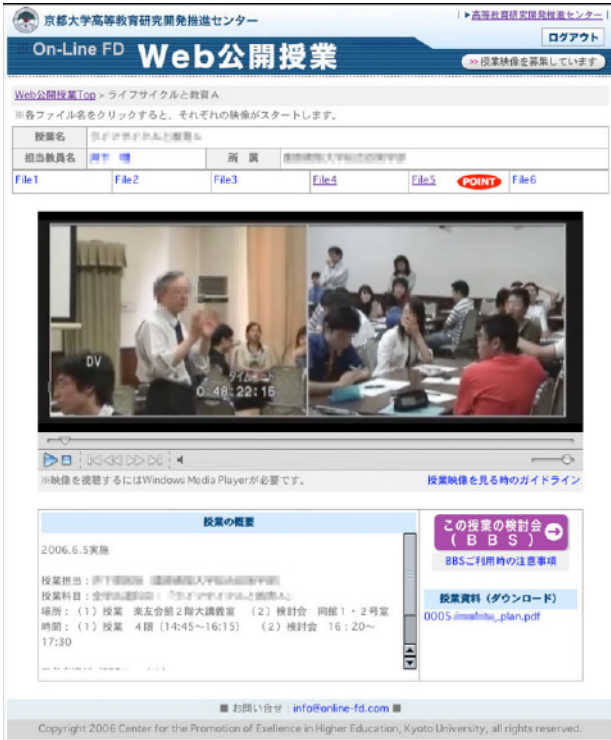 京都大学高等教育研究開発推進センター
▶高等教育研究開発推進センター
ログアウト
On-Line FD Web公開授業
≫授業映像を募集しています
Web公開授業Top > ライフサイクルと教育A
※各ファイル名をクリックすると、それぞれの映像がスタートします。
授業名
担当教員名 所属
File1 File2 File3 File4 File5 POINT File6
DV
タイムコード
0:48:22:15
※映像を視聴するにはWindows Media Playerが必要です。
授業映像を見る時のガイドライン
授業の概要
2006.6.5実施
授業担当：
授業科目：
場所：（1）授業 楽友会館2階大講義室 （2）検討会 同館1・2号室
時間：（1）授業 4限（14:45～16:15） （2）検討会 16：20～
17:30
この授業の検討会
（BBS）
BBSご利用時の注意事項
授業資料（ダウンロード）
0005 _plan.pdf
■ お問い合せ：info@online-fd.com ■
Copyright 2006 Center for the Promotion of Exellence in Higher Education, Kyoto University, all rights reserved.